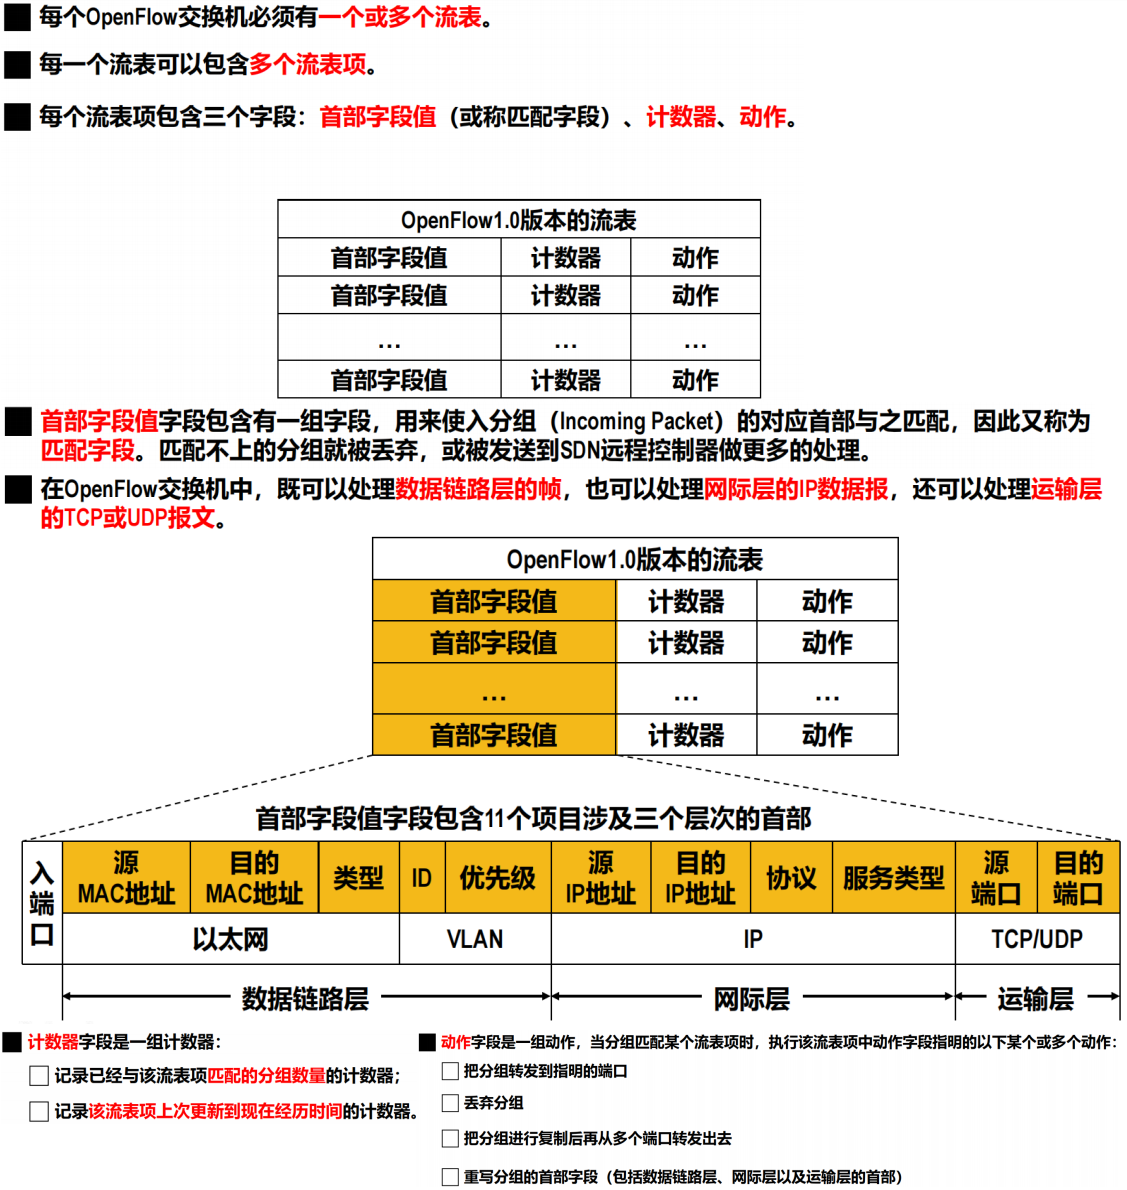 每个OpenFlow交换机必须有一个或多个流表。
每一个流表可以包含多个流表项。
每个流表项包含三个字段：首部字段值（或称匹配字段）、计数器、动作。
OpenFlow1.0版本的流表
首部字段值 计数器 动作
首部字段值 计数器 动作
… … …
首部字段值 计数器 动作
首部字段值字段包含有一组字段，用来使入分组（Incoming Packet）的对应首部与之匹配，因此又称为
匹配字段。匹配不上的分组就被丢弃，或被发送到SDN远程控制器做更多的处理。
在OpenFlow交换机中，既可以处理数据链路层的帧，也可以处理网际层的IP数据报，还可以处理运输层
的TCP或UDP报文。
OpenFlow1.0版本的流表
首部字段值 计数器 动作
首部字段值 计数器 动作
… … …
首部字段值 计数器 动作
首部字段值字段包含11个项目涉及三个层次的首部
入端口
源 目的 类型 ID 优先级 源 目的 协议 服务类型 源 目的
MAC地址 MAC地址 IP地址 IP地址 端口 端口
以太网 VLAN IP TCP/UDP
数据链路层 网际层 运输层
计数器字段是一组计数器：
记录已经与该流表项匹配的分组数量的计数器；
记录该流表项上次更新到现在经历时间的计数器。
动作字段是一组动作，当分组匹配某个流表项时，执行该流表项中动作字段指明的以下某个或多个动作：
把分组转发到指明的端口
丢弃分组
把分组进行复制后再从多个端口转发出去
重写分组的首部字段（包括数据链路层、网际层以及运输层的首部）